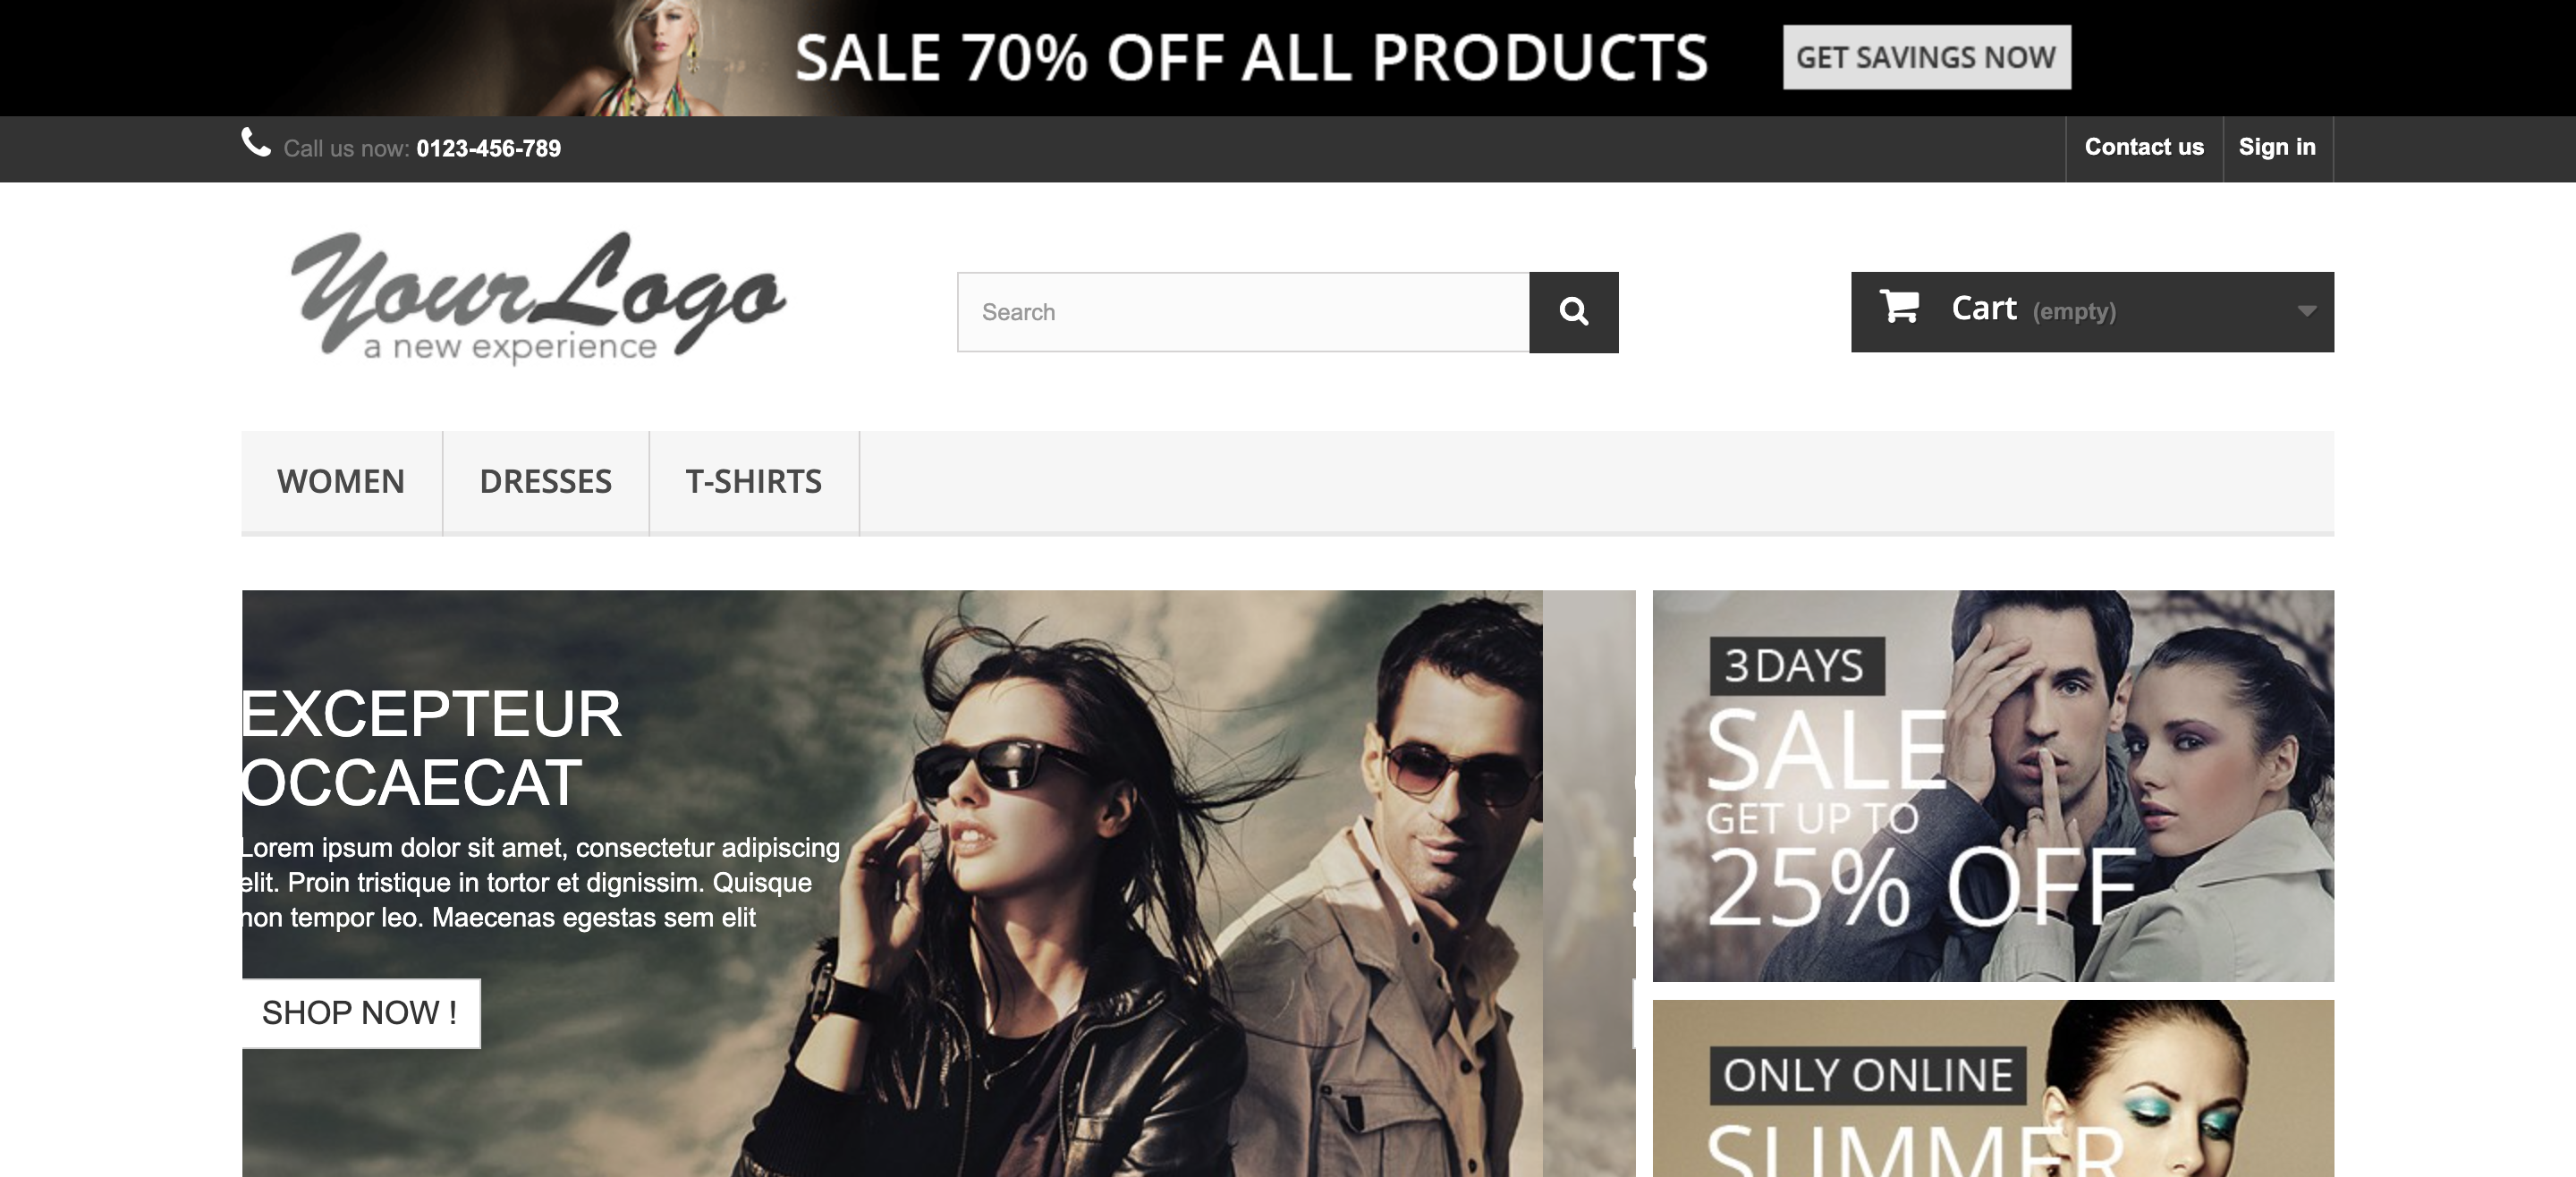 SALE 70% OFF ALL PRODUCTS
GET SAVINGS NOW
Call us now: 0123-456-789
Contact us
Sign in
YourLogo
a new experience
Search
Cart (empty)
WOMEN
DRESSES
T-SHIRTS
EXCEPTEUR
OCCAECAT
Lorem ipsum dolor sit amet, consectetur adipiscing
elit. Proin tristique in tortor et dignissim. Quisque
non tempor leo. Maecenas egestas sem elit
SHOP NOW !
3 DAYS
SALE
GET UP TO
25% OFF
ONLY ONLINE
SUMMER